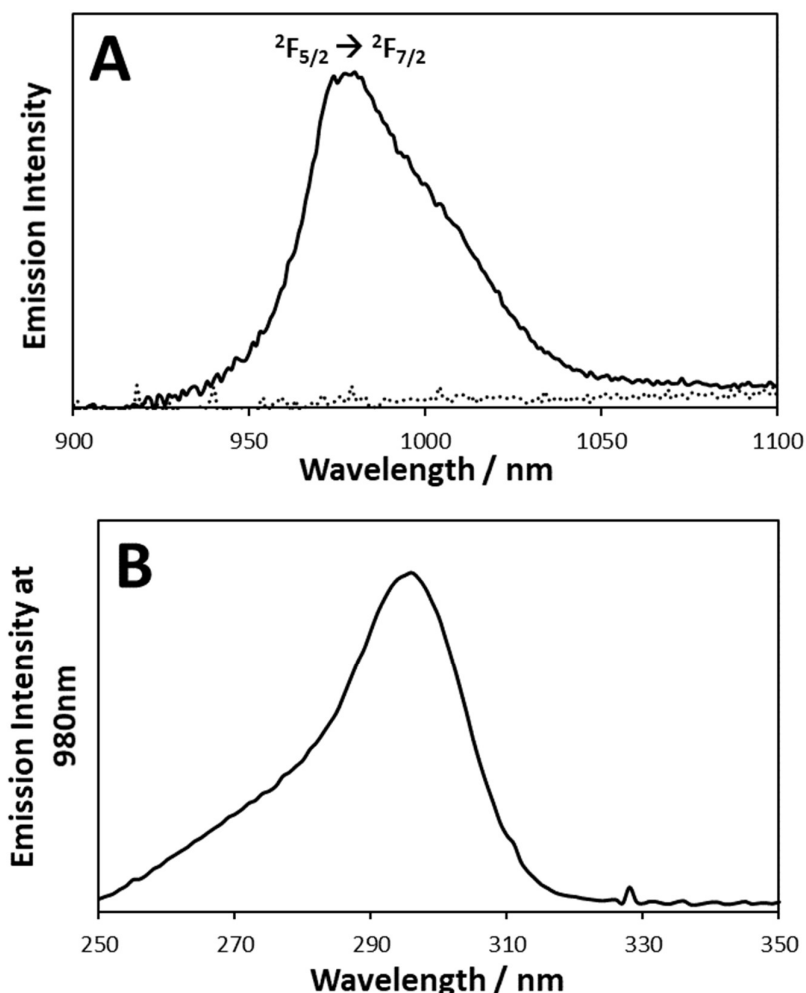 A
²F₅/₂ → ²F₇/₂
Emission Intensity
900 950 1000 1050 1100
Wavelength / nm
B
Emission Intensity at
980nm
250 270 290 310 330 350
Wavelength / nm